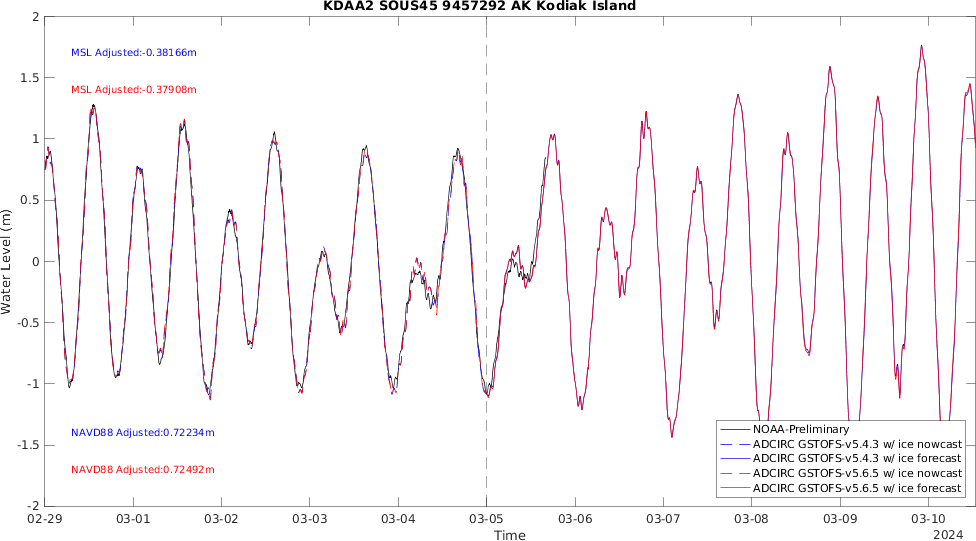 KDAA2 SOUS45 9457292 AK Kodiak Island
2
1.5
1
0.5
0
-0.5
-1
-1.5
-2
Water Level (m)
MSL Adjusted:-0.38166m
MSL Adjusted:-0.37908m
NAVD88 Adjusted:0.72234m
NAVD88 Adjusted:0.72492m
NOAA-Preliminary
ADCIRC GSTOFS-v5.4.3 w/ ice nowcast
ADCIRC GSTOFS-v5.4.3 w/ ice forecast
ADCIRC GSTOFS-v5.6.5 w/ ice nowcast
ADCIRC GSTOFS-v5.6.5 w/ ice forecast
02-29 03-01 03-02 03-03 03-04 03-05 03-06 03-07 03-08 03-09 03-10
Time
2024